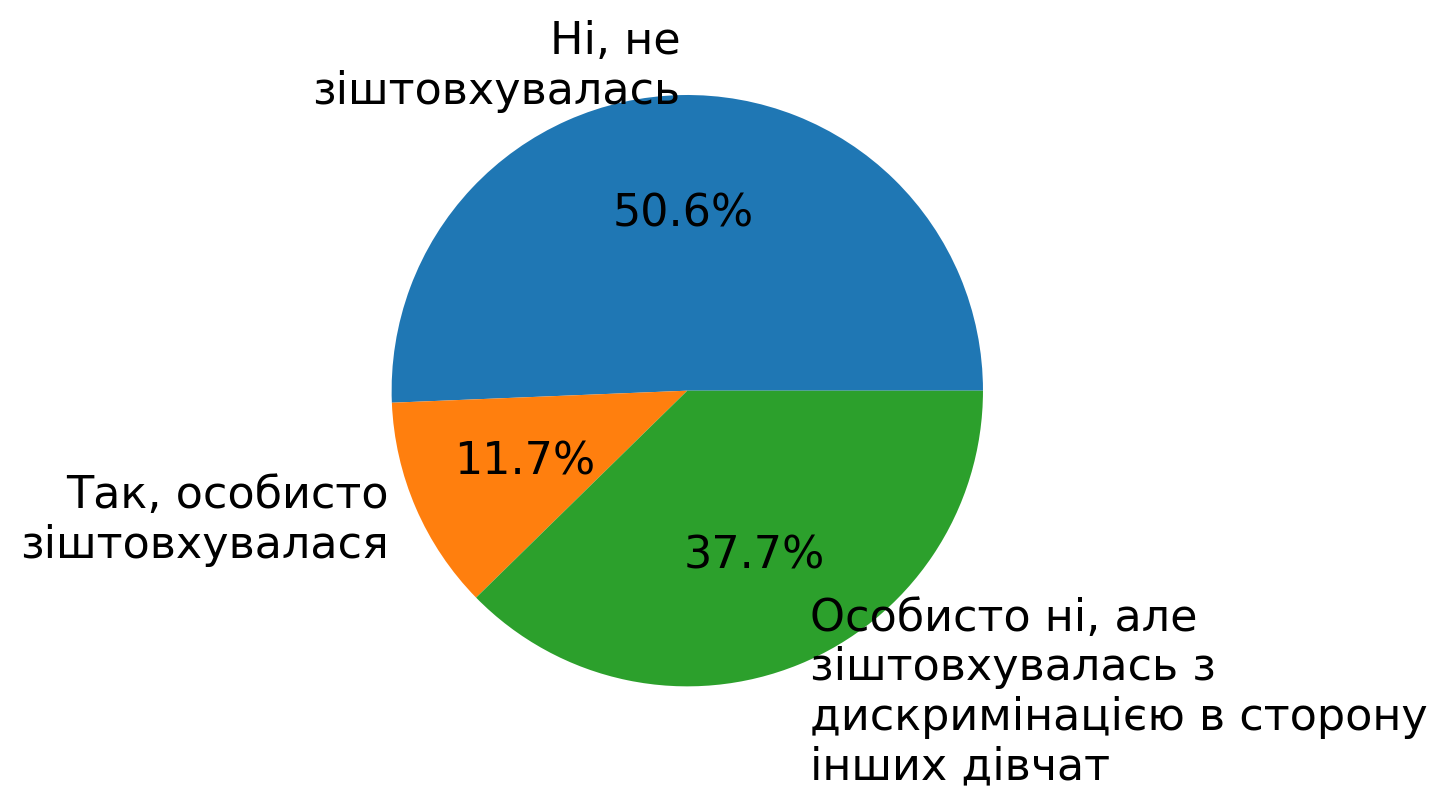 Ні, не
зіштовхувалась
50.6%
11.7%
Так, особисто
зіштовхувалася
37.7%
Особисто ні, але
зіштовхувалась з
дискримінацією в сторону
інших дівчат